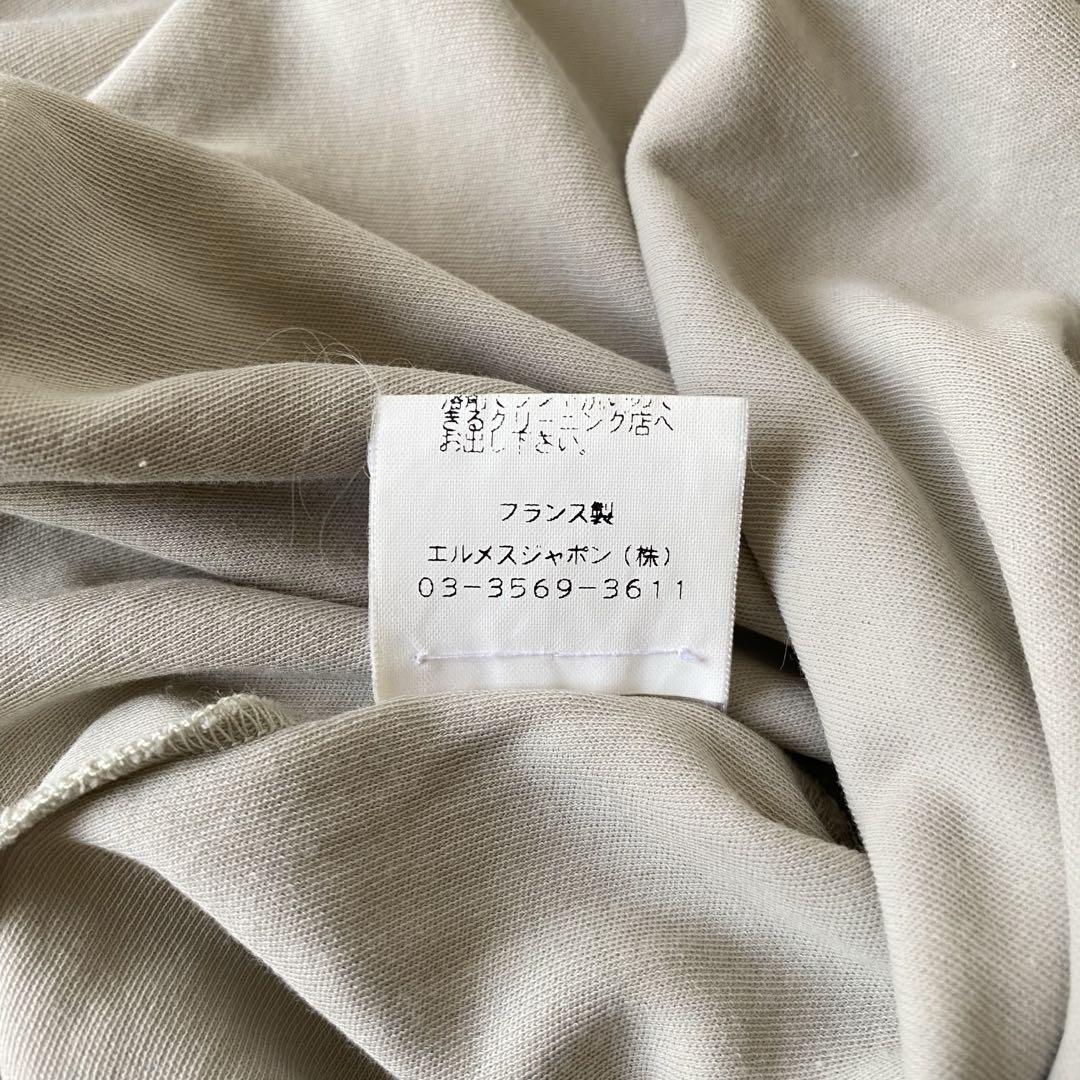 きるクリーニング店へ
お出し下さい。
フランス製
エルメスジャポン（株）
03-3569-3611